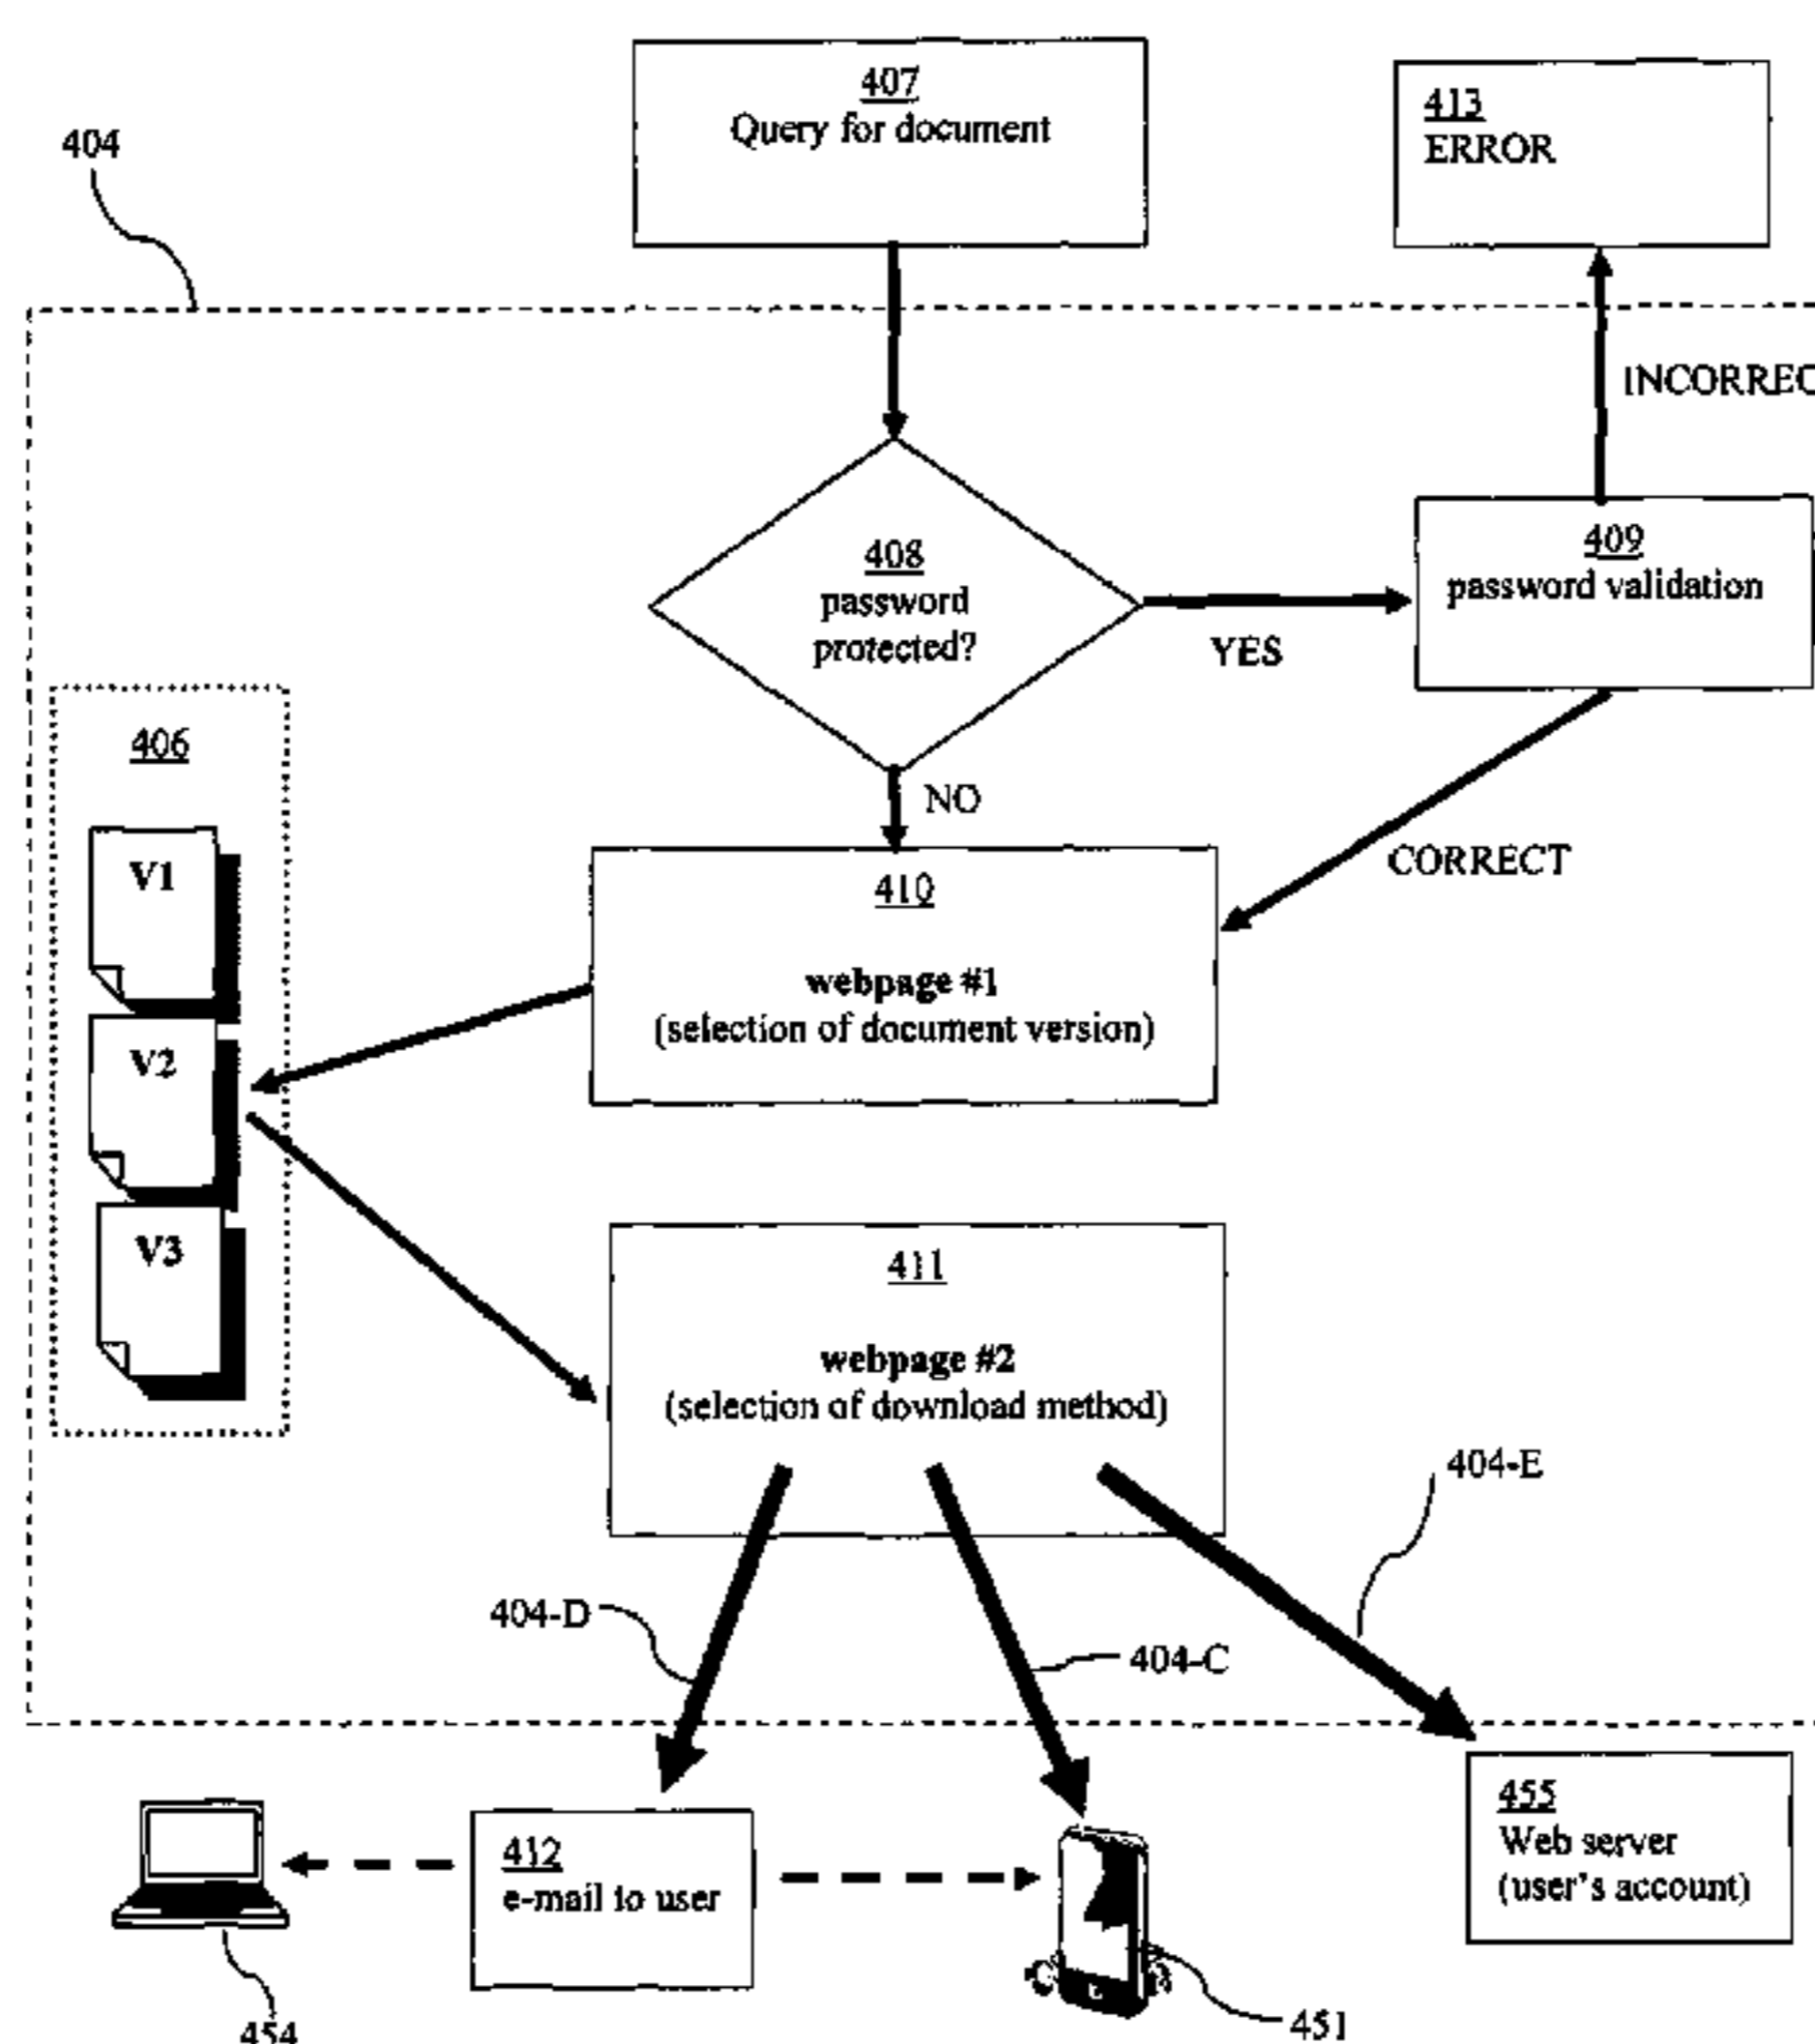 407
Query for document
413
ERROR
404
INCORREC
408
password
protected?
YES
409
password validation
406
NO
V1
CORRECT
410
webpage #1
(selection of document version)
V2
V3
411
webpage #2
(selection of download method)
404-E
404-D
404-C
455
Web server
(user's account)
412
e-mail to user
454
451